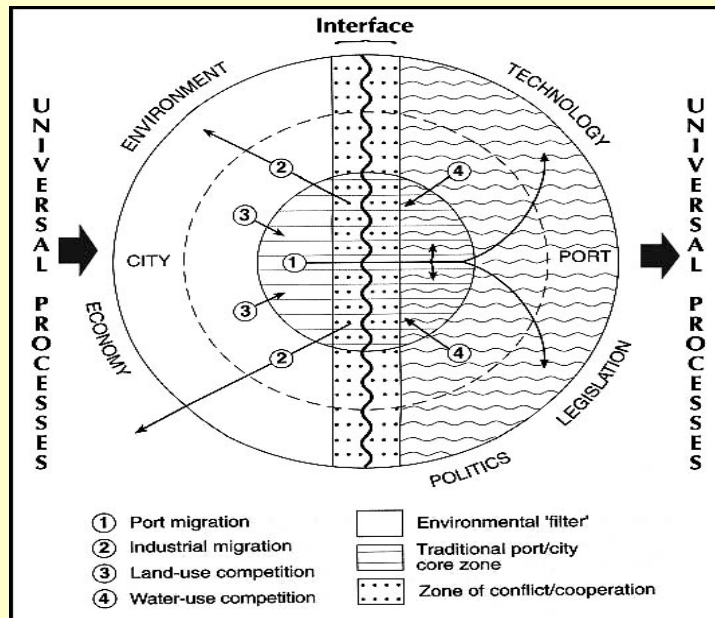 Interface
ENVIRONMENT
TECHNOLOGY
UNIVERSAL PROCESSES
UNIVERSAL PROCESSES
2
4
3
CITY
1
PORT
3
ECONOMY
2
4
LEGISLATION
POLITICS
1 Port migration
2 Industrial migration
3 Land-use competition
4 Water-use competition
Environmental 'filter'
Traditional port/city
core zone
Zone of conflict/cooperation